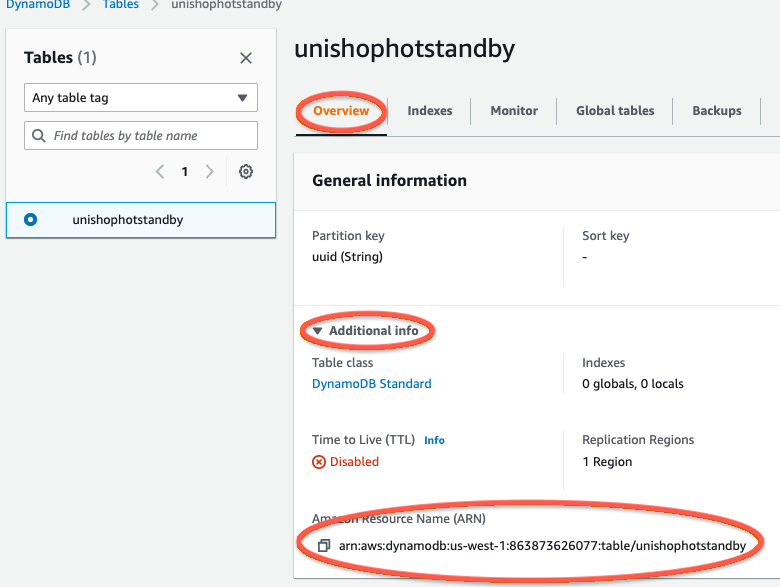 DynamoDB > Tables > unishophotstandby
Tables (1)
Any table tag
Find tables by table name
1
unishophotstandby
unishophotstandby
Overview Indexes Monitor Global tables Backups
General information
Partition key Sort key
uuid (String) -
Additional info
Table class Indexes
DynamoDB Standard 0 globals, 0 locals
Time to Live (TTL) Info Replication Regions
Disabled 1 Region
Amazon Resource Name (ARN)
arn:aws:dynamodb:us-west-1:863873626077:table/unishophotstandby